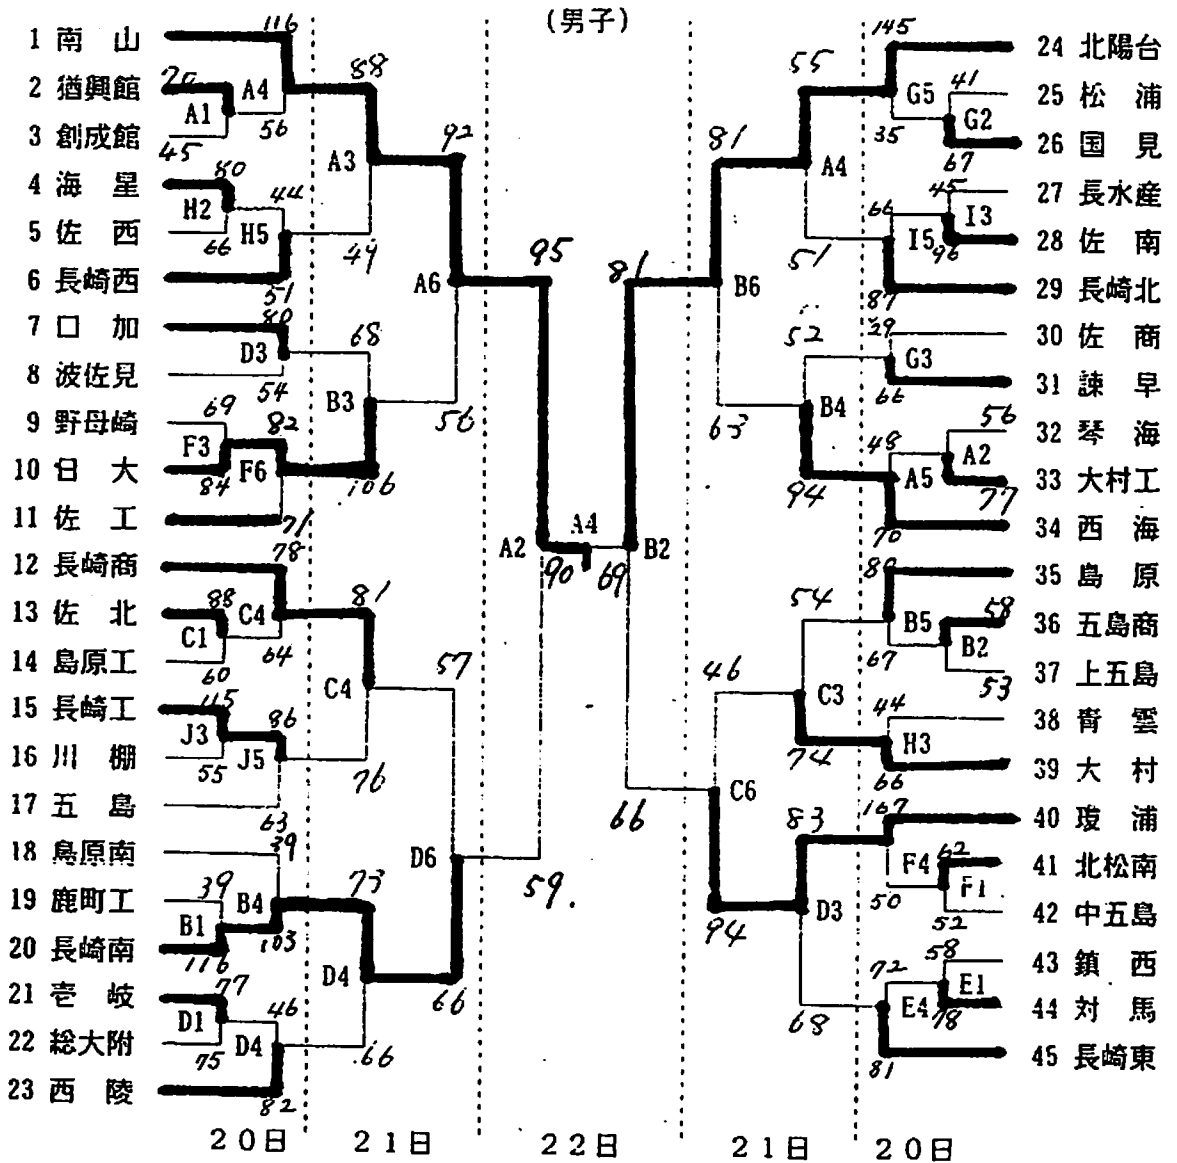 (男子)
1 南 山
2 猶興館
3 創成館
4 海 星
5 佐 西
6 長崎西
7 口 加
8 波佐見
9 野母崎
10 日 大
11 佐 工
12 長崎商
13 佐 北
14 島原工
15 長崎工
16 川 棚
17 五 島
18 島原南
19 鹿町工
20 長崎南
21 壱 岐
22 総大附
23 西 陵
116
70
A4
A1
56
45
80
44
H2
H5
66
51
80
D3
54
69
82
F3
F6
84
71
78
88
C4
C1
64
60
115
86
J3
J5
55
63
39
39
B4
B1
103
116
77
46
D1
D4
75
82
88
A3
49
68
B3
106
81
C4
76
73
D4
66
92
A6
56
57
D6
66
95
A2
59.
90
A4
69
81
B2
66
81
B6
63
46
C6
94
55
A4
51
52
B4
94
54
C3
74
83
D3
68
145
G5
41
G2
35
67
66
45
I3
I5
96
87
39
G3
66
56
48
A2
A5
77
70
89
58
B5
B2
67
53
44
H3
66
167
62
F4
F1
50
52
72
58
E1
E4
78
81
24 北陽台
25 松 浦
26 国 見
27 長水産
28 佐 南
29 長崎北
30 佐 商
31 諫 早
32 琴 海
33 大村工
34 西 海
35 島 原
36 五島商
37 上五島
38 青 雲
39 大 村
40 瓊 浦
41 北松南
42 中五島
43 鎮 西
44 対 馬
45 長崎東
20日
21日
22日
21日
20日